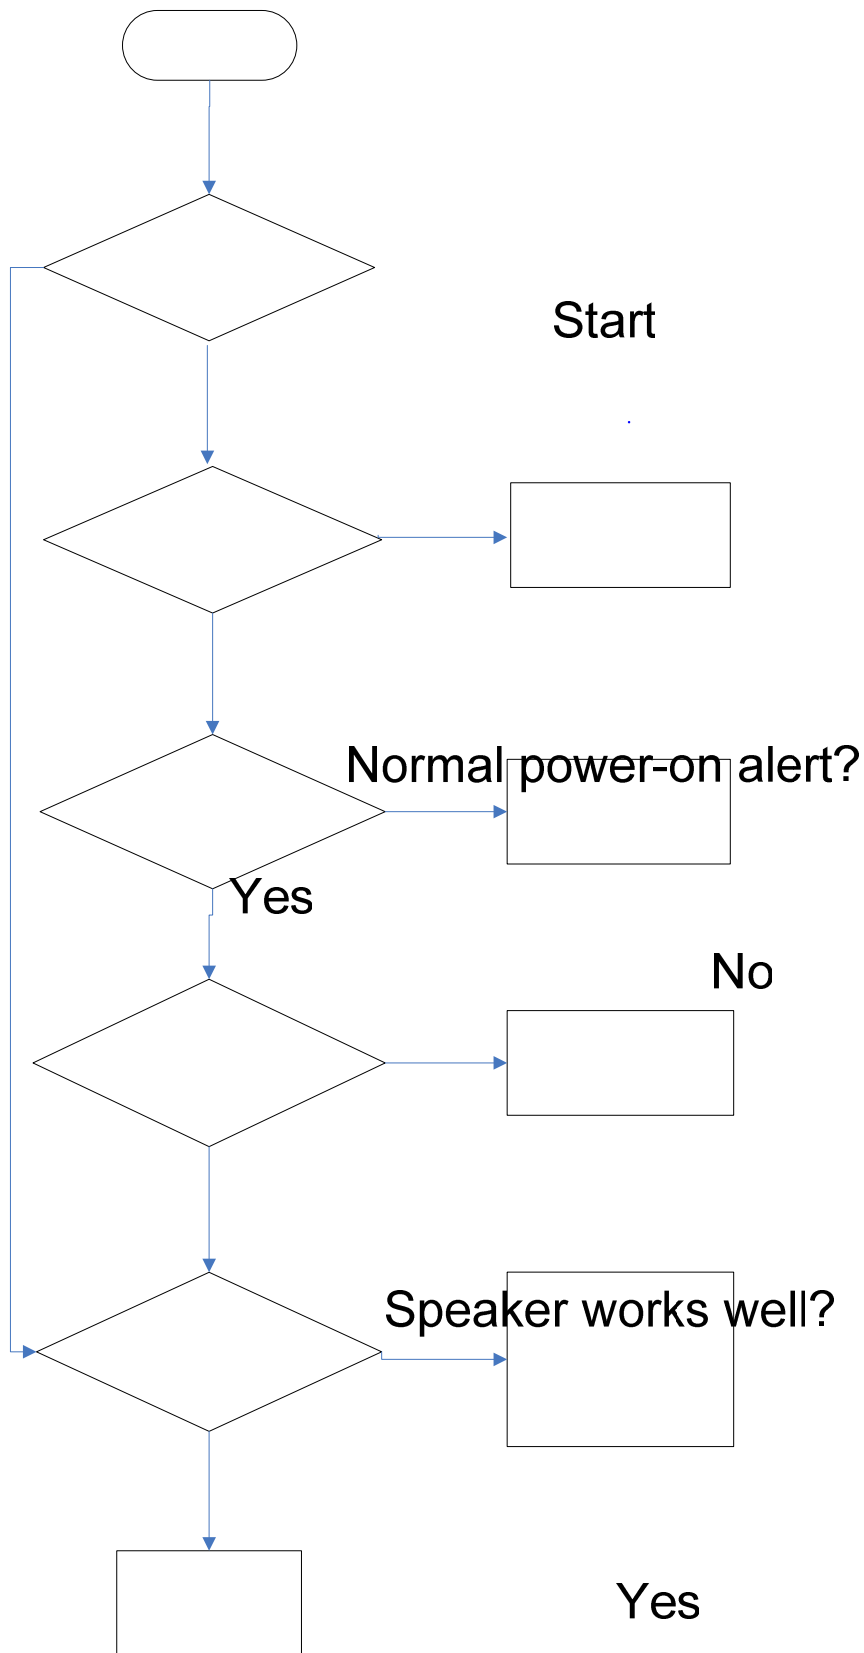 Start
Normal power-on alert?
Yes
No
Speaker works well?
Yes